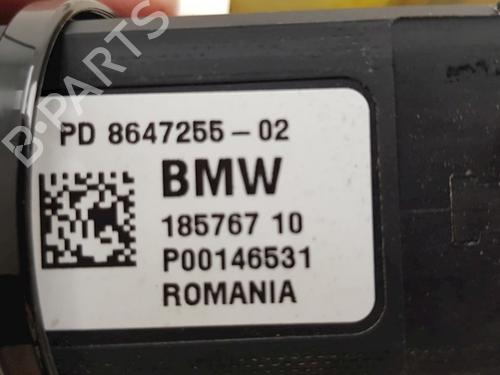 B-PARTS
PD 8647255-02
BMW
185767 10
P00146531
ROMANIA